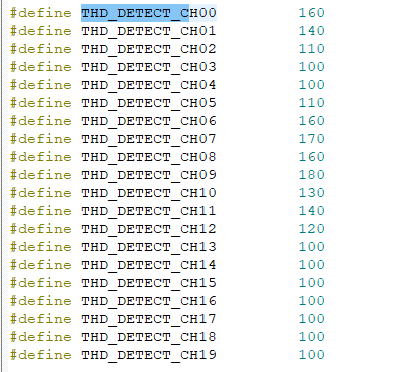 #define THD_DETECT_CH00 160
#define THD_DETECT_CH01 140
#define THD_DETECT_CH02 110
#define THD_DETECT_CH03 100
#define THD_DETECT_CH04 100
#define THD_DETECT_CH05 110
#define THD_DETECT_CH06 160
#define THD_DETECT_CH07 170
#define THD_DETECT_CH08 160
#define THD_DETECT_CH09 180
#define THD_DETECT_CH10 130
#define THD_DETECT_CH11 140
#define THD_DETECT_CH12 120
#define THD_DETECT_CH13 100
#define THD_DETECT_CH14 100
#define THD_DETECT_CH15 100
#define THD_DETECT_CH16 100
#define THD_DETECT_CH17 100
#define THD_DETECT_CH18 100
#define THD_DETECT_CH19 100